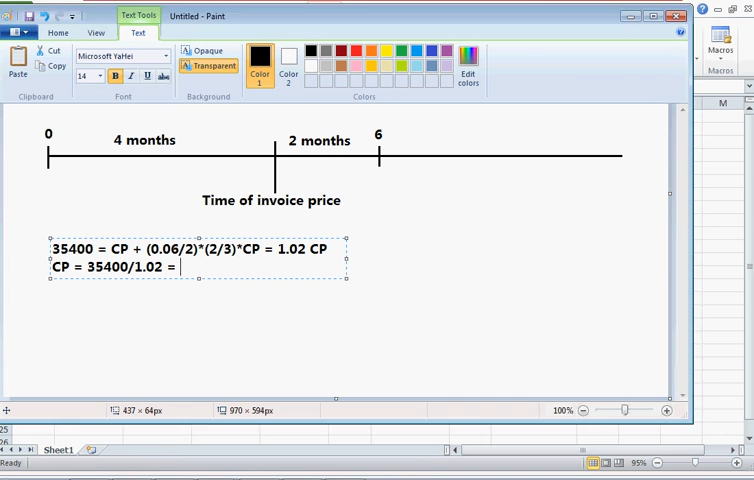 Text Tools
Untitled - Paint
Home
View
Text
Paste
Cut
Copy
Clipboard
Microsoft YaHei
14
B I U abc
Font
Opaque
Transparent
Background
Color 1
Color 2
Colors
Edit colors
Macros
Macros
M
0
4 months
2 months
6
Time of invoice price
35400 = CP + (0.06/2)*(2/3)*CP = 1.02 CP
CP = 35400/1.02 =
437 × 64px
970 × 594px
100%
25
26
Sheet1
Ready
95%